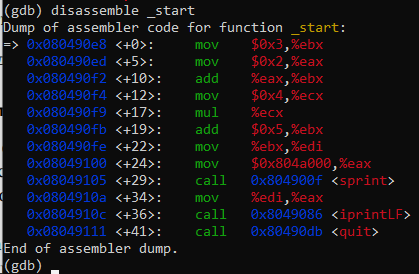 (gdb) disassemble _start
Dump of assembler code for function _start:
=> 0x080490e8 <+0>:     mov    $0x3,%ebx
   0x080490ed <+5>:     mov    $0x2,%eax
   0x080490f2 <+10>:    add    %eax,%ebx
   0x080490f4 <+12>:    mov    $0x4,%ecx
   0x080490f9 <+17>:    mul    %ecx
   0x080490fb <+19>:    add    $0x5,%ebx
   0x080490fe <+22>:    mov    %ebx,%edi
   0x08049100 <+24>:    mov    $0x804a000,%eax
   0x08049105 <+29>:    call   0x804900f <sprint>
   0x0804910a <+34>:    mov    %edi,%eax
   0x0804910c <+36>:    call   0x8049086 <iprintLF>
   0x08049111 <+41>:    call   0x80490db <quit>
End of assembler dump.
(gdb)